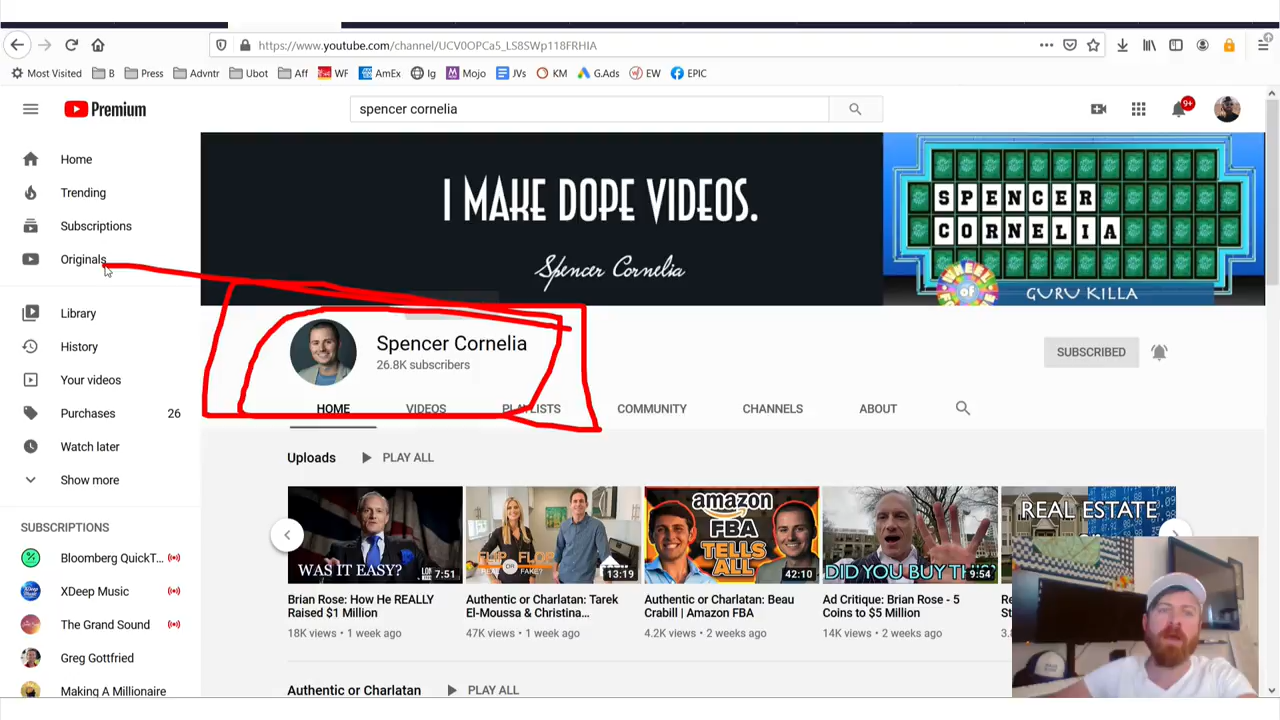 https://www.youtube.com/channel/UCV0OPCa5_LS8SWp118FRHIA
Most Visited B Press Advntr Ubot Aff WF AmEx Ig Mojo JVs KM G.Ads EW EPIC
Premium
spencer cornelia
9+
Home
Trending
Subscriptions
Originals
Library
History
Your videos
Purchases 26
Watch later
Show more
SUBSCRIPTIONS
Bloomberg QuickT...
XDeep Music
The Grand Sound
Greg Gottfried
Making A Millionaire
I MAKE DOPE VIDEOS.
Spencer Cornelia
SPENCER
CORNELIA
OF
GURU KILLA
Spencer Cornelia
26.8K subscribers
SUBSCRIBED
HOME VIDEOS PLAYLISTS COMMUNITY CHANNELS ABOUT
Uploads PLAY ALL
WAS IT EASY?
7:51
FLIP FLOP
REAL OR FAKE?
13:19
amazon
FBA
TELLS
ALL
42:10
DID YOU BUY THIS
9:54
REAL ESTATE
Brian Rose: How He REALLY
Raised $1 Million
18K views • 1 week ago
Authentic or Charlatan: Tarek
El-Moussa & Christina...
47K views • 1 week ago
Authentic or Charlatan: Beau
Crabill | Amazon FBA
4.2K views • 2 weeks ago
Ad Critique: Brian Rose - 5
Coins to $5 Million
14K views • 2 weeks ago
Authentic or Charlatan PLAY ALL